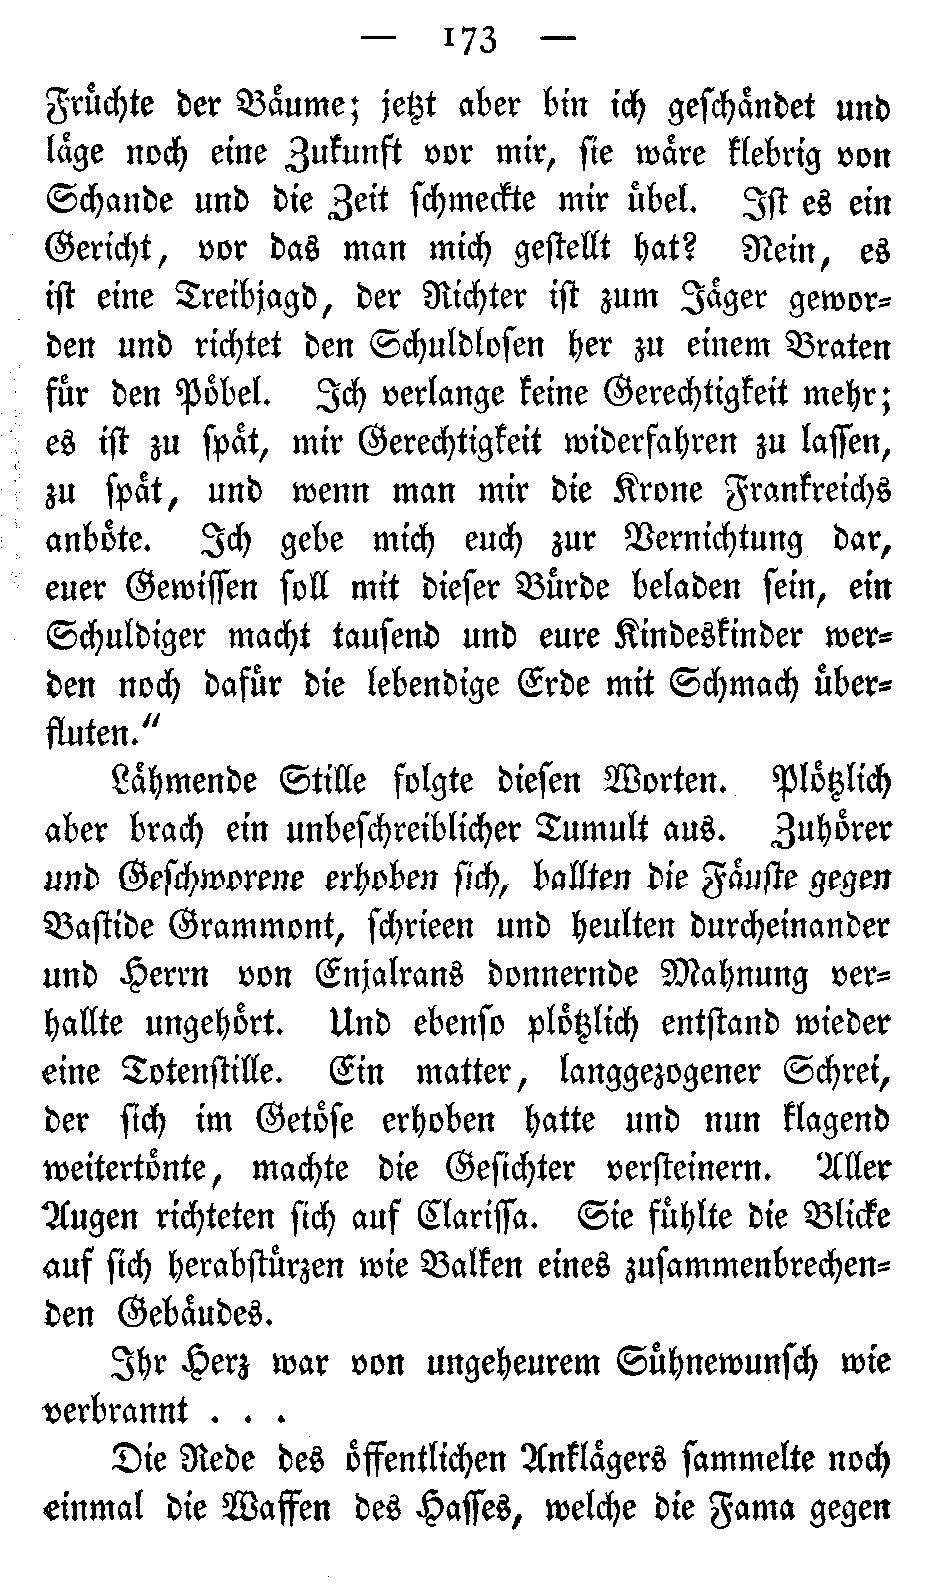 — 173 —
Früchte der Bäume; jetzt aber bin ich geschändet und
läge noch eine Zukunft vor mir, sie wäre klebrig von
Schande und die Zeit schmeckte mir übel. Ist es ein
Gericht, vor das man mich gestellt hat? Nein, es
ist eine Treibjagd, der Richter ist zum Jäger gewor-
den und richtet den Schuldlosen her zu einem Braten
für den Pöbel. Ich verlange keine Gerechtigkeit mehr;
es ist zu spät, mir Gerechtigkeit widerfahren zu lassen,
zu spät, und wenn man mir die Krone Frankreichs
anböte. Ich gebe mich euch zur Vernichtung dar,
euer Gewissen soll mit dieser Bürde beladen sein, ein
Schuldiger macht tausend und eure Kindeskinder wer-
den noch dafür die lebendige Erde mit Schmach über-
fluten.“
Lähmende Stille folgte diesen Worten. Plötzlich
aber brach ein unbeschreiblicher Tumult aus. Zuhörer
und Geschworene erhoben sich, ballten die Fäuste gegen
Bastide Grammont, schrieen und heulten durcheinander
und Herrn von Enjalrans donnernde Mahnung ver-
hallte ungehört. Und ebenso plötzlich entstand wieder
eine Totenstille. Ein matter, langgezogener Schrei,
der sich im Getöse erhoben hatte und nun klagend
weitertönte, machte die Gesichter versteinern. Aller
Augen richteten sich auf Clarissa. Sie fühlte die Blicke
auf sich herabstürzen wie Balken eines zusammenbrechen-
den Gebäudes.
Ihr Herz war von ungeheurem Sühnewunsch wie
verbrannt . . .
Die Rede des öffentlichen Anklägers sammelte noch
einmal die Waffen des Hasses, welche die Fama gegen